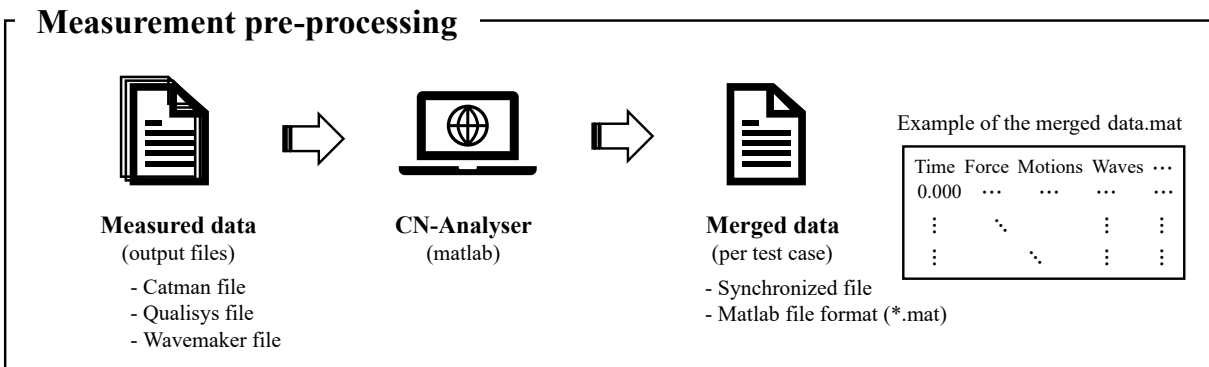 Measurement pre-processing
Measured data
(output files)
- Catman file
- Qualisys file
- Wavemaker file
CN-Analyser
(matlab)
Merged data
(per test case)
- Synchronized file
- Matlab file format (*.mat)
Example of the merged data.mat
Time Force Motions Waves ⋯
0.000 ⋯ ⋯ ⋯ ⋯
⋮ ⋱ ⋮ ⋮
⋮ ⋱ ⋮ ⋮